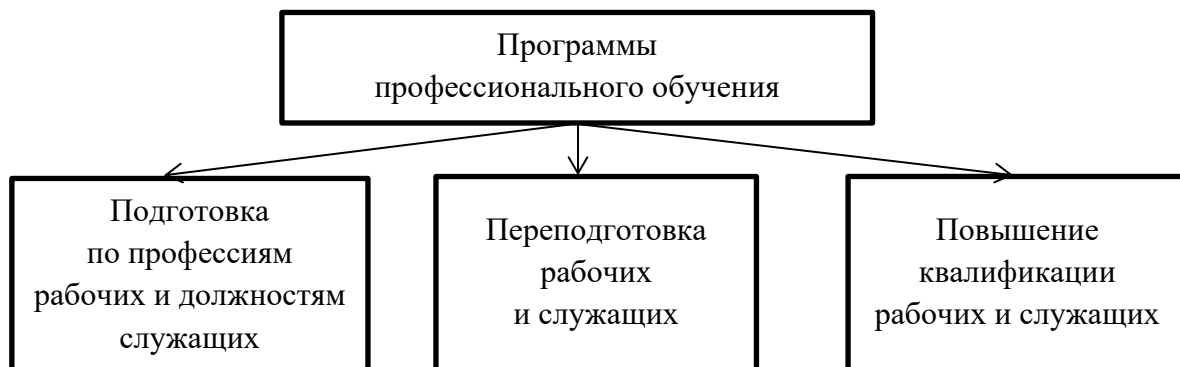 Программы
профессионального обучения
Подготовка
по профессиям
рабочих и должностям
служащих
Переподготовка
рабочих
и служащих
Повышение
квалификации
рабочих и служащих